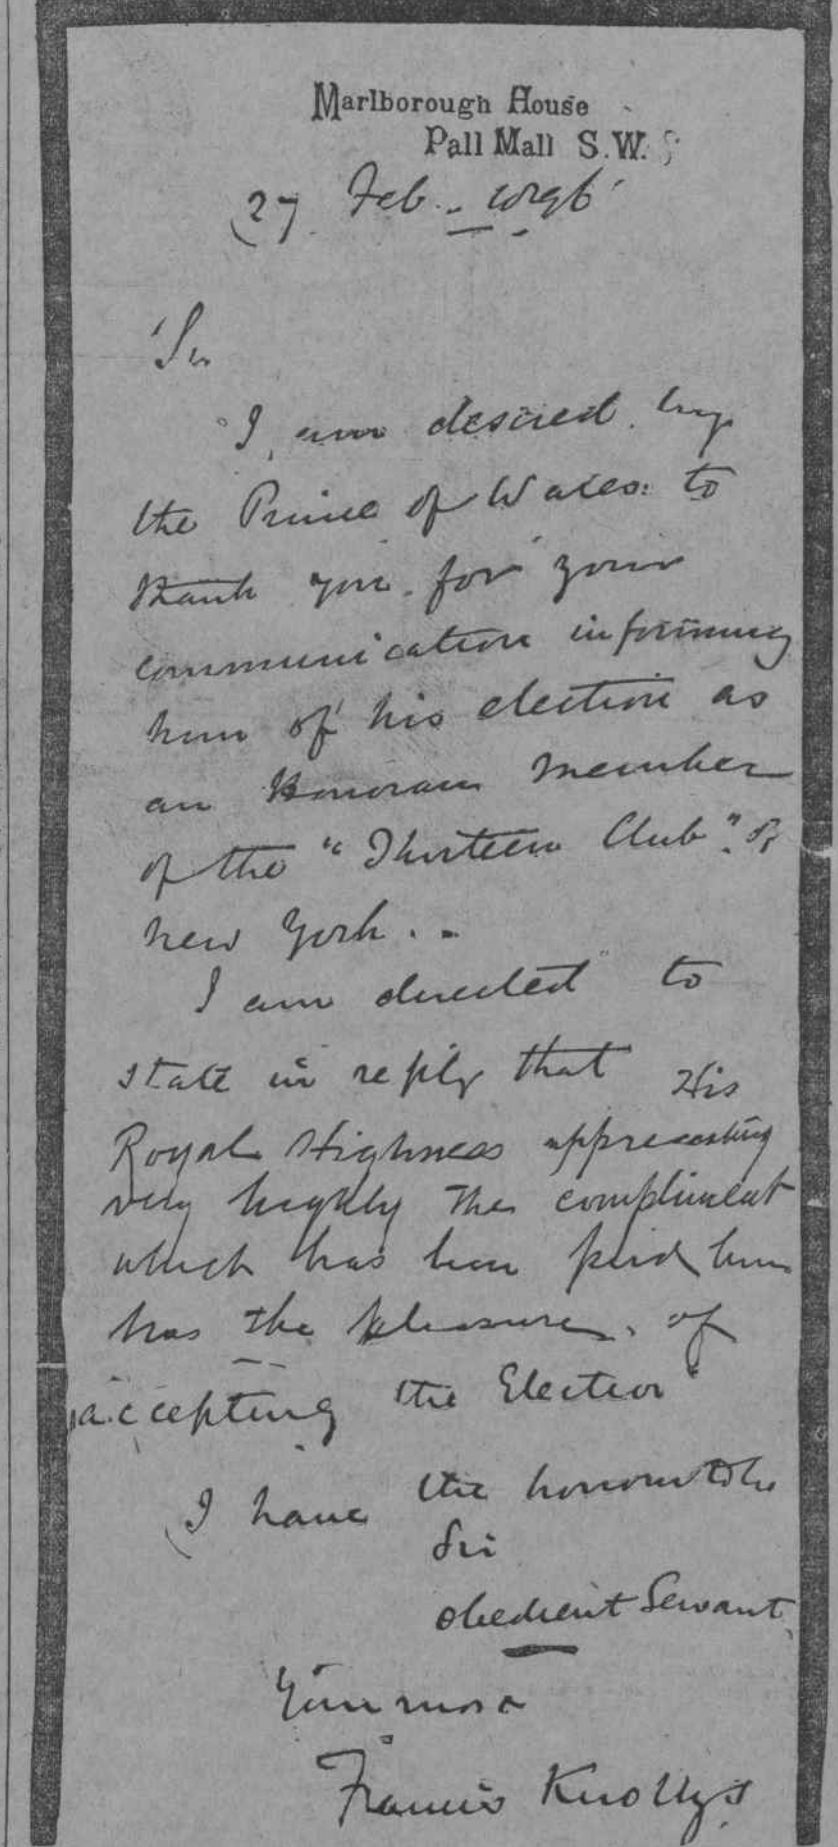 Marlborough House
Pall Mall S.W.
27 Feb.
Sir
I am desired by
the Prince of Wales to
thank you for your
communication informing
him of his election as
an Honorary member
of the "Thirteen Club". of
New York.
I am directed to
state in reply that His
Royal Highness appreciating
very highly the compliment
which has been paid him
has the pleasure of
accepting the Election
I have the honour to be
Sir
obedient Servant
Your most
Francis Knollys